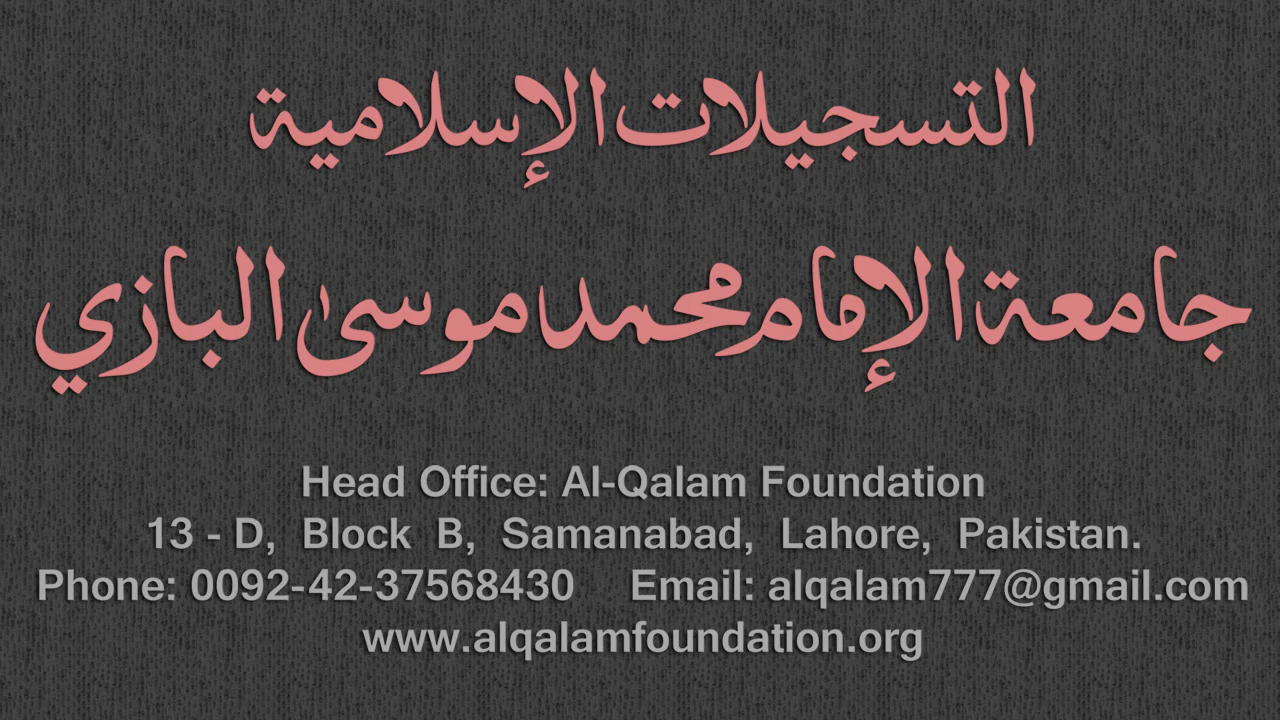 التسجيلات الإسلامية
جامعة الإمام محمد موسىٰ البازي
Head Office: Al-Qalam Foundation
13 - D, Block B, Samanabad, Lahore, Pakistan.
Phone: 0092-42-37568430 Email: alqalam777@gmail.com
www.alqalamfoundation.org